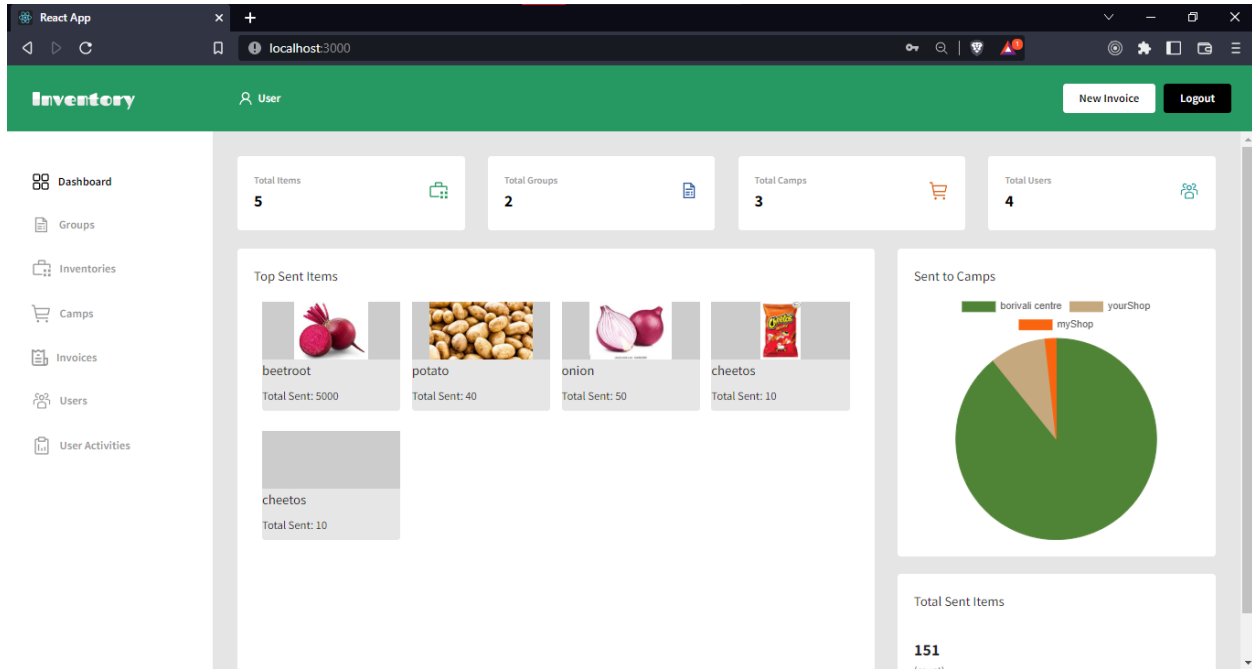 React App
localhost:3000
1
Inventory
User
New Invoice
Logout
Dashboard
Groups
Inventories
Camps
Invoices
Users
User Activities
Total Items
5
Total Groups
2
Total Camps
3
Total Users
4
Top Sent Items
beetroot
Total Sent: 5000
potato
Total Sent: 40
onion
Total Sent: 50
Cheetos
cheetos
Total Sent: 10
cheetos
Total Sent: 10
Sent to Camps
borivali centre
yourShop
myShop
Total Sent Items
151